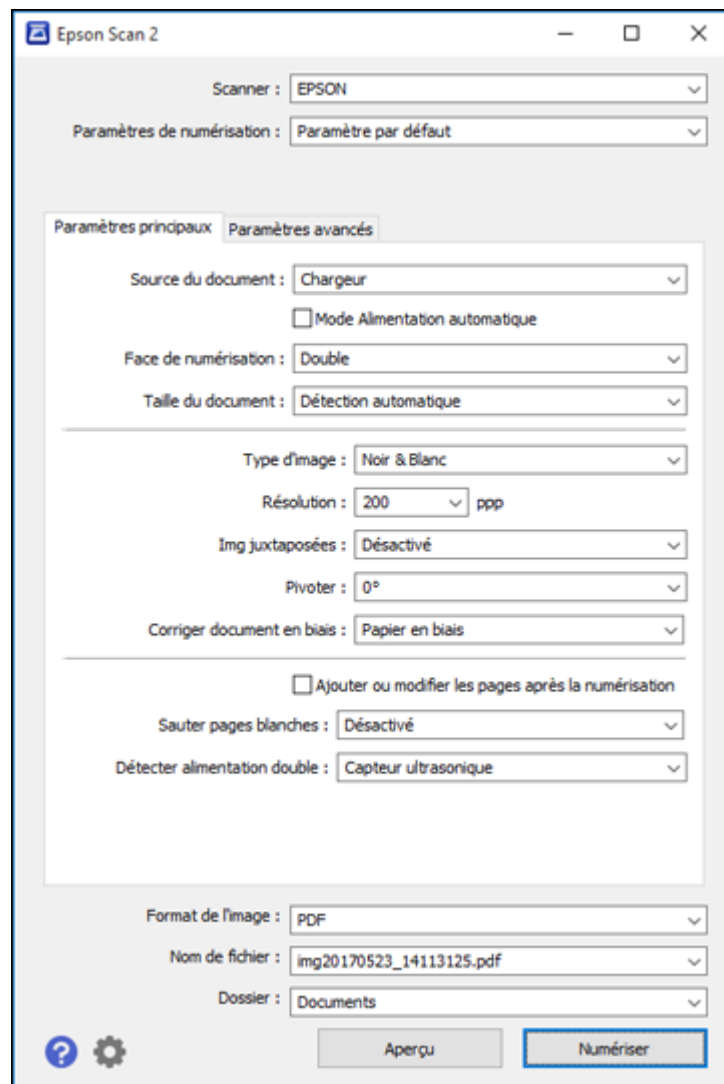 Epson Scan 2
Scanner : EPSON
Paramètres de numérisation : Paramètre par défaut
Paramètres principaux Paramètres avancés
Source du document : Chargeur
Mode Alimentation automatique
Face de numérisation : Double
Taille du document : Détection automatique
Type d'image : Noir & Blanc
Résolution : 200 ppp
Img juxtaposées : Désactivé
Pivoter : 0°
Corriger document en biais : Papier en biais
Ajouter ou modifier les pages après la numérisation
Sauter pages blanches : Désactivé
Détecter alimentation double : Capteur ultrasonique
Format de l'image : PDF
Nom de fichier : img20170523_14113125.pdf
Dossier : Documents
? Aperçu Numériser